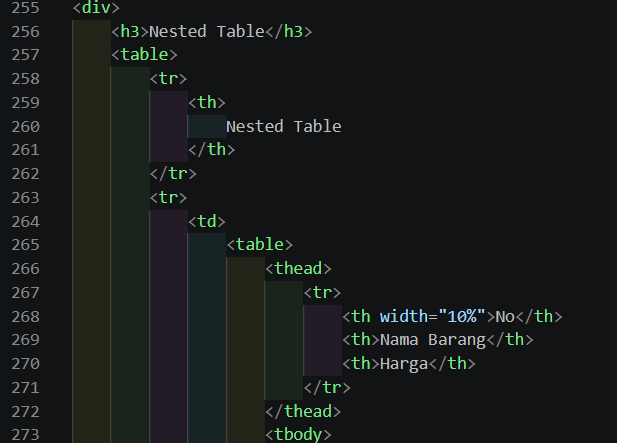 255 <div>
256 <h3>Nested Table</h3>
257 <table>
258 <tr>
259 <th>
260 Nested Table
261 </th>
262 </tr>
263 <tr>
264 <td>
265 <table>
266 <thead>
267 <tr>
268 <th width="10%">No</th>
269 <th>Nama Barang</th>
270 <th>Harga</th>
271 </tr>
272 </thead>
273 <tbody>